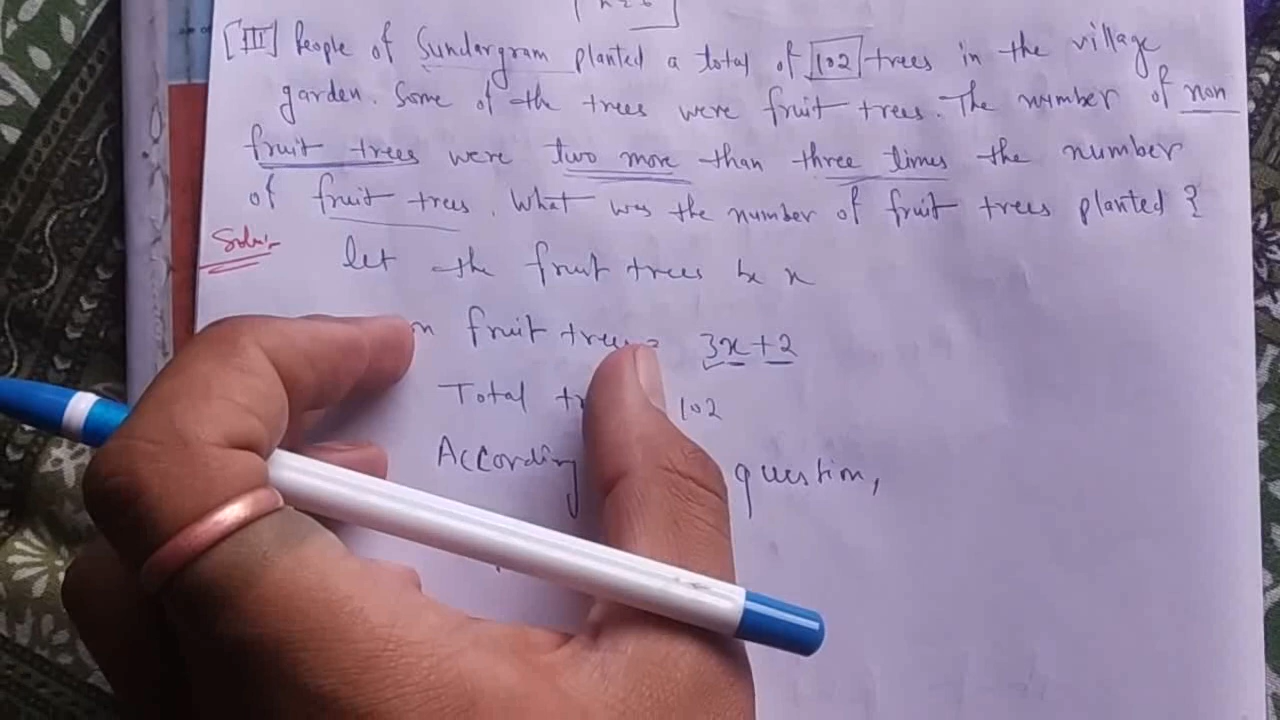 [III] People of Sundargram planted a total of 102 trees in the village
garden. Some of the trees were fruit trees. The number of non
fruit trees were two more than three times the number
of fruit trees. What was the number of fruit trees planted ?
Soln:-
let the fruit trees be x
fruit trees = 3x+2
Total 102
According question,